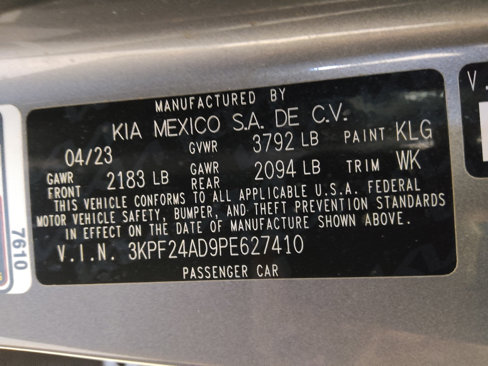 MANUFACTURED BY
KIA MEXICO S.A. DE C.V.
04/23 GVWR 3792 LB PAINT KLG
GAWR FRONT 2183 LB GAWR REAR 2094 LB TRIM WK
THIS VEHICLE CONFORMS TO ALL APPLICABLE U.S.A. FEDERAL
MOTOR VEHICLE SAFETY, BUMPER, AND THEFT PREVENTION STANDARDS
IN EFFECT ON THE DATE OF MANUFACTURE SHOWN ABOVE.
V.I.N. 3KPF24AD9PE627410
PASSENGER CAR
7610
V.